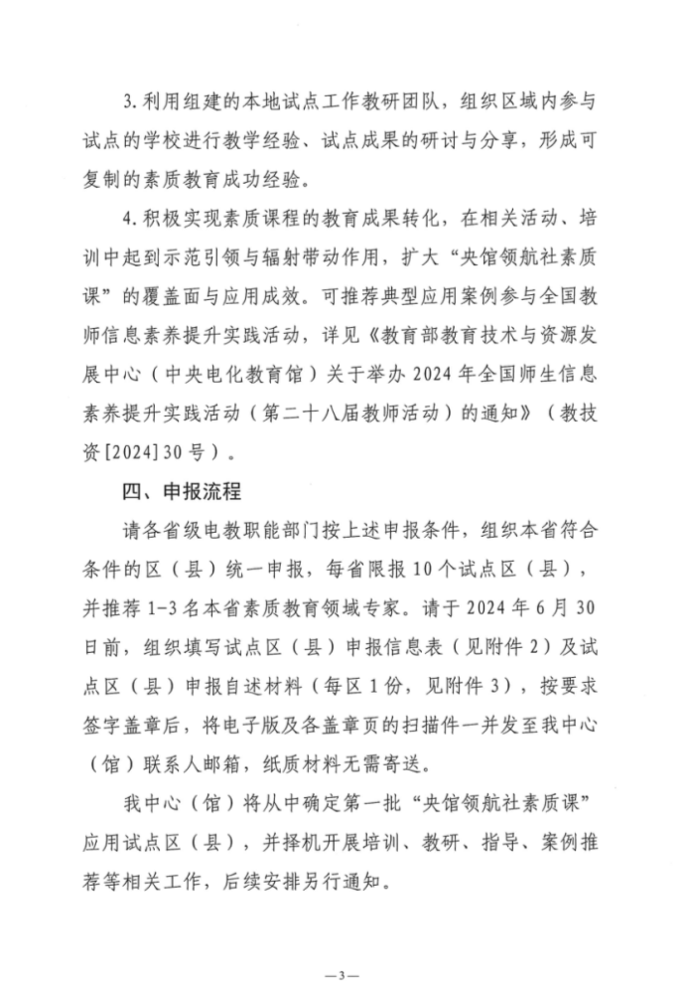 3.利用组建的本地试点工作教研团队，组织区域内参与
试点的学校进行教学经验、试点成果的研讨与分享，形成可
复制的素质教育成功经验。
4.积极实现素质课程的教育成果转化，在相关活动、培
训中起到示范引领与辐射带动作用，扩大“央馆领航社素质
课”的覆盖面与应用成效。可推荐典型应用案例参与全国教
师信息素养提升实践活动，详见《教育部教育技术与资源发
展中心（中央电化教育馆）关于举办2024年全国师生信息
素养提升实践活动（第二十八届教师活动）的通知》（教技
资[2024]30号）。
四、申报流程
请各省级电教职能部门按上述申报条件，组织本省符合
条件的区（县）统一申报，每省限报10个试点区（县），
并推荐1-3名本省素质教育领域专家。请于2024年6月30
日前，组织填写试点区（县）申报信息表（见附件2）及试
点区（县）申报自述材料（每区1份，见附件3），按要求
签字盖章后，将电子版及各盖章页的扫描件一并发至我中心
（馆）联系人邮箱，纸质材料无需寄送。
我中心（馆）将从中确定第一批“央馆领航社素质课”
应用试点区（县），并择机开展培训、教研、指导、案例推
荐等相关工作，后续安排另行通知。
—3—